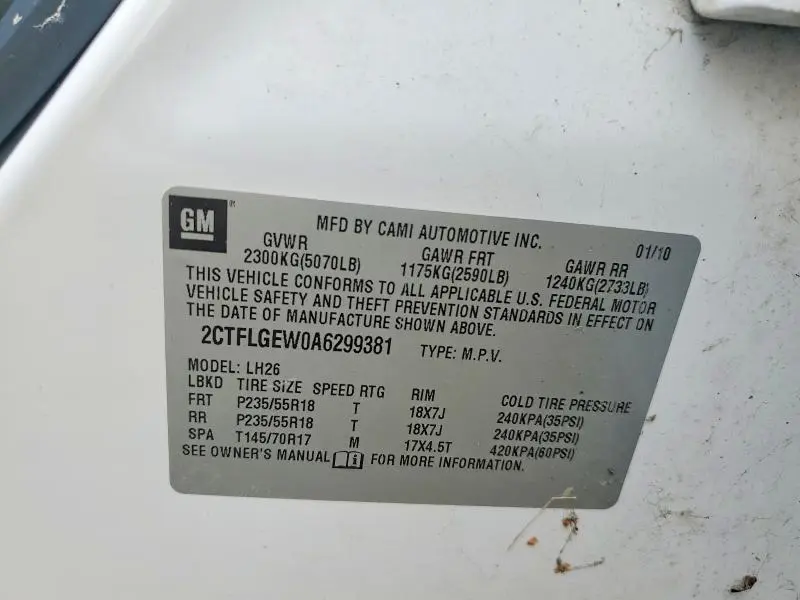 GM
MFD BY CAMI AUTOMOTIVE INC. 01/10
GVWR GAWR FRT GAWR RR
2300KG(5070LB) 1175KG(2590LB) 1240KG(2733LB)
THIS VEHICLE CONFORMS TO ALL APPLICABLE U.S. FEDERAL MOTOR
VEHICLE SAFETY AND THEFT PREVENTION STANDARDS IN EFFECT ON
THE DATE OF MANUFACTURE SHOWN ABOVE.
2CTFLGEW0A6299381 TYPE: M.P.V.
MODEL: LH26
LBKD TIRE SIZE SPEED RTG RIM COLD TIRE PRESSURE
FRT P235/55R18 T 18X7J 240KPA(35PSI)
RR P235/55R18 T 18X7J 240KPA(35PSI)
SPA T145/70R17 M 17X4.5T 420KPA(60PSI)
SEE OWNER'S MANUAL i FOR MORE INFORMATION.